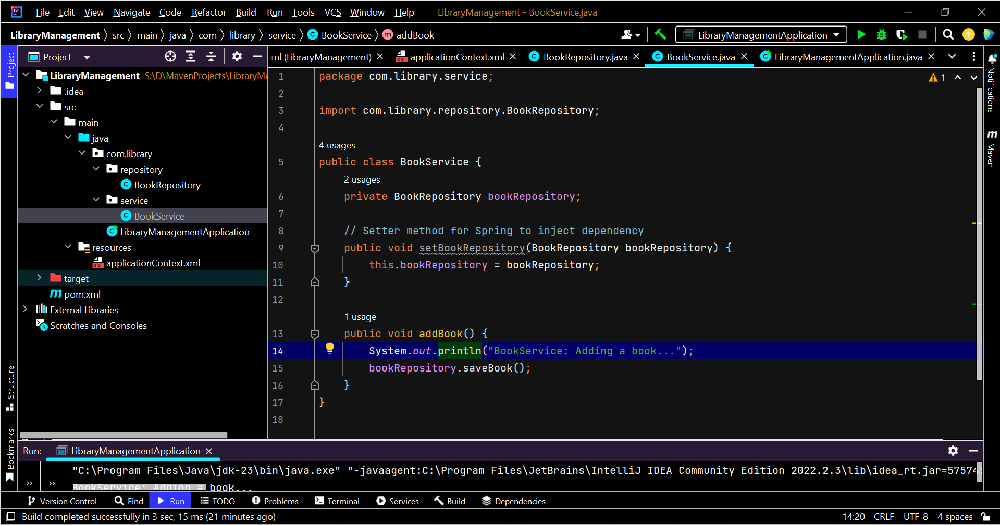 File Edit View Navigate Code Refactor Build Run Tools VCS Window Help LibraryManagement - BookService.java
LibraryManagement src main java com library service BookService addBook LibraryManagementApplication
Project
Project
ml (LibraryManagement) applicationContext.xml BookRepository.java BookService.java LibraryManagementApplication.java
Notifications
Maven
LibraryManagement S:\D\MavenProjects\LibraryMa
.idea
src
main
java
com.library
repository
BookRepository
service
BookService
LibraryManagementApplication
resources
applicationContext.xml
target
pom.xml
External Libraries
Scratches and Consoles
Structure
Bookmarks
1
1 package com.library.service;
2
3 import com.library.repository.BookRepository;
4
4 usages
5 public class BookService {
2 usages
6 private BookRepository bookRepository;
7
8 // Setter method for Spring to inject dependency
9 public void setBookRepository(BookRepository bookRepository) {
10 this.bookRepository = bookRepository;
11 }
12
1 usage
13 public void addBook() {
14 System.out.println("BookService: Adding a book...");
15 bookRepository.saveBook();
16 }
17 }
18
Run: LibraryManagementApplication
"C:\Program Files\Java\jdk-23\bin\java.exe" "-javaagent:C:\Program Files\JetBrains\IntelliJ IDEA Community Edition 2022.2.3\lib\idea_rt.jar=57574:
BookService: Adding a book...
Version Control Find Run TODO Problems Terminal Services Build Dependencies
Build completed successfully in 3 sec, 15 ms (21 minutes ago) 14:20 CRLF UTF-8 4 spaces